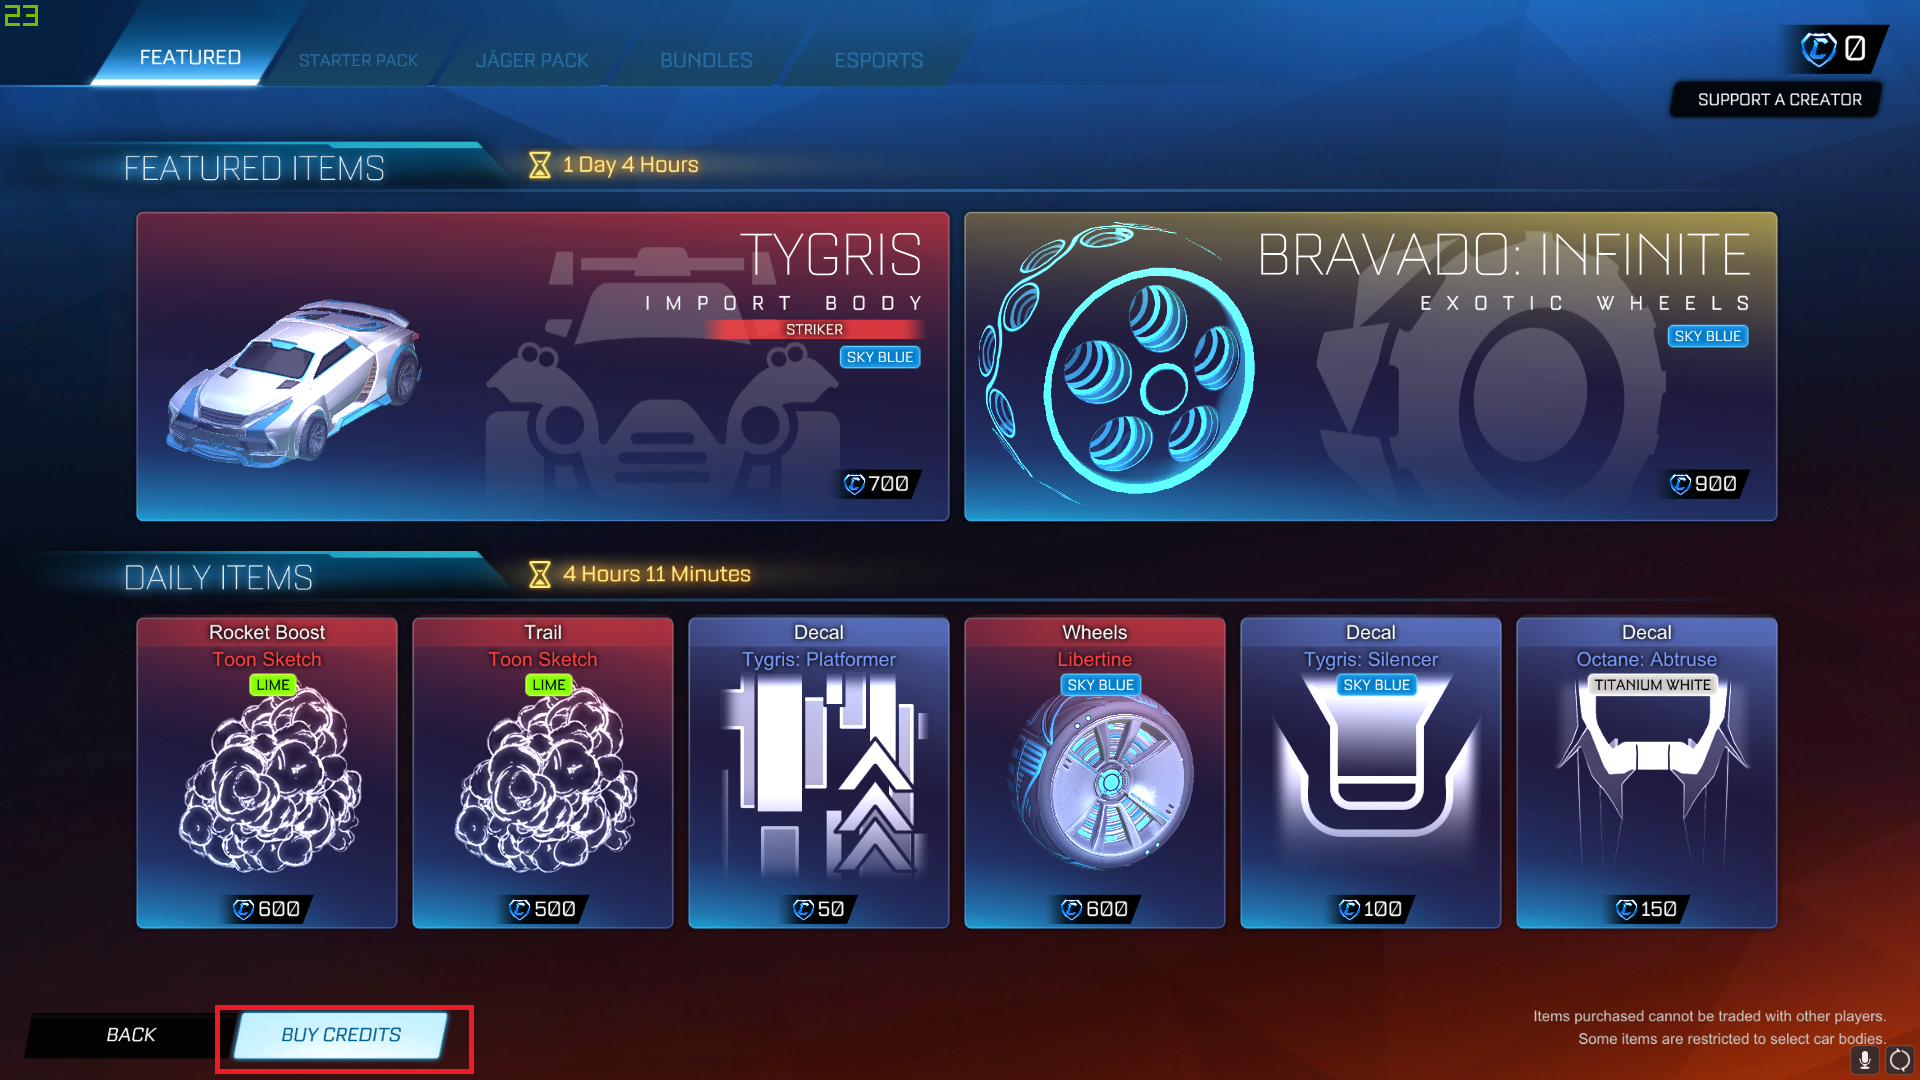 23
FEATURED
STARTER PACK
JÄGER PACK
BUNDLES
ESPORTS
0
SUPPORT A CREATOR
FEATURED ITEMS
1 Day 4 Hours
TYGRIS
IMPORT BODY
STRIKER
SKY BLUE
700
BRAVADO: INFINITE
EXOTIC WHEELS
SKY BLUE
900
DAILY ITEMS
4 Hours 11 Minutes
Rocket Boost
Toon Sketch
LIME
600
Trail
Toon Sketch
LIME
500
Decal
Tygris: Platformer
50
Wheels
Libertine
SKY BLUE
600
Decal
Tygris: Silencer
SKY BLUE
100
Decal
Octane: Abtruse
TITANIUM WHITE
150
BACK
BUY CREDITS
Items purchased cannot be traded with other players.
Some items are restricted to select car bodies.